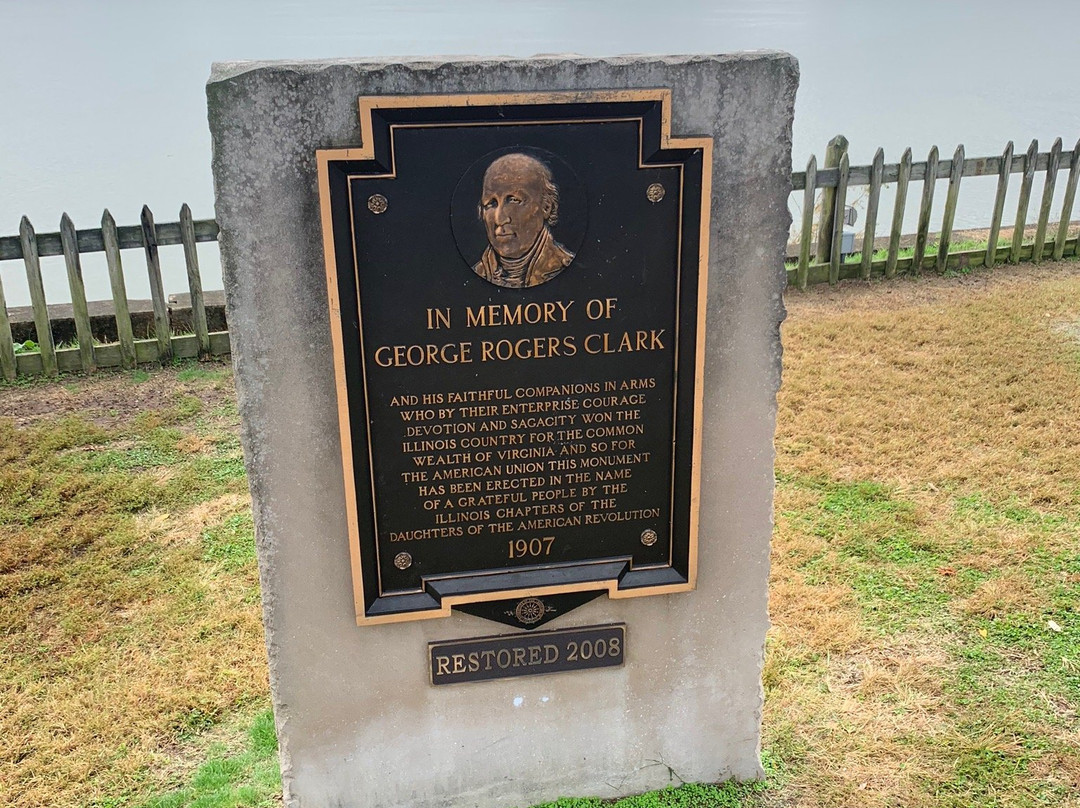 IN MEMORY OF
GEORGE ROGERS CLARK
AND HIS FAITHFUL COMPANIONS IN ARMS
WHO BY THEIR ENTERPRISE COURAGE
DEVOTION AND SAGACITY WON THE
ILLINOIS COUNTRY FOR THE COMMON
WEALTH OF VIRGINIA AND SO FOR
THE AMERICAN UNION THIS MONUMENT
HAS BEEN ERECTED IN THE NAME
OF A GRATEFUL PEOPLE BY THE
ILLINOIS CHAPTERS OF THE
DAUGHTERS OF THE AMERICAN REVOLUTION
1907
RESTORED 2008